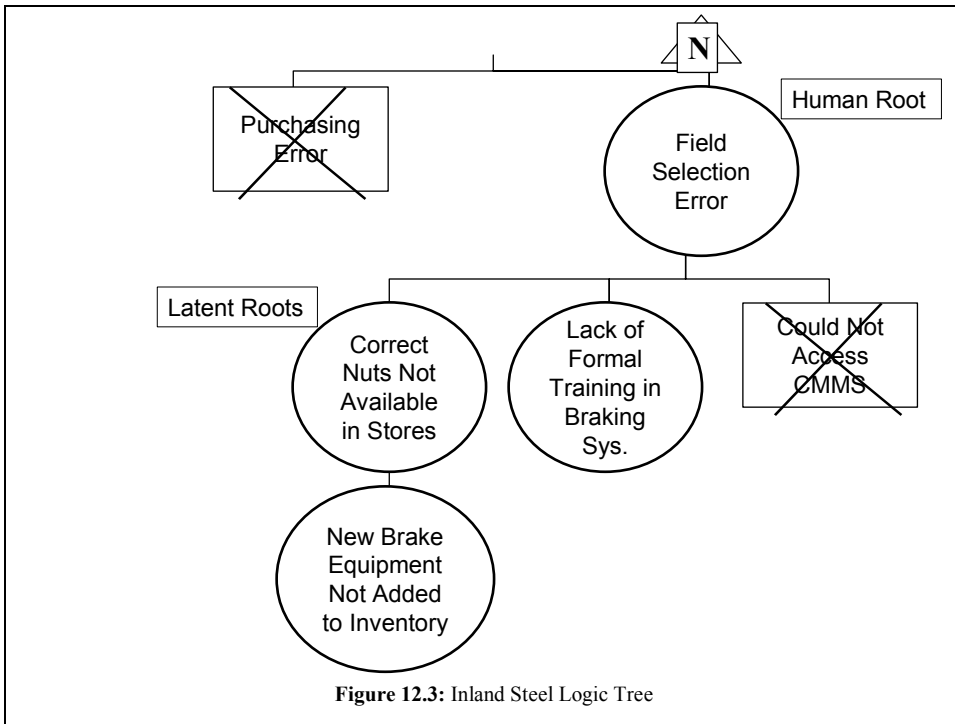 N
Purchasing
Error
Human Root
Field
Selection
Error
Latent Roots
Correct
Nuts Not
Available
in Stores
Lack of
Formal
Training in
Braking
Sys.
Could Not
Access
CMMS
New Brake
Equipment
Not Added
to Inventory
Figure 12.3: Inland Steel Logic Tree